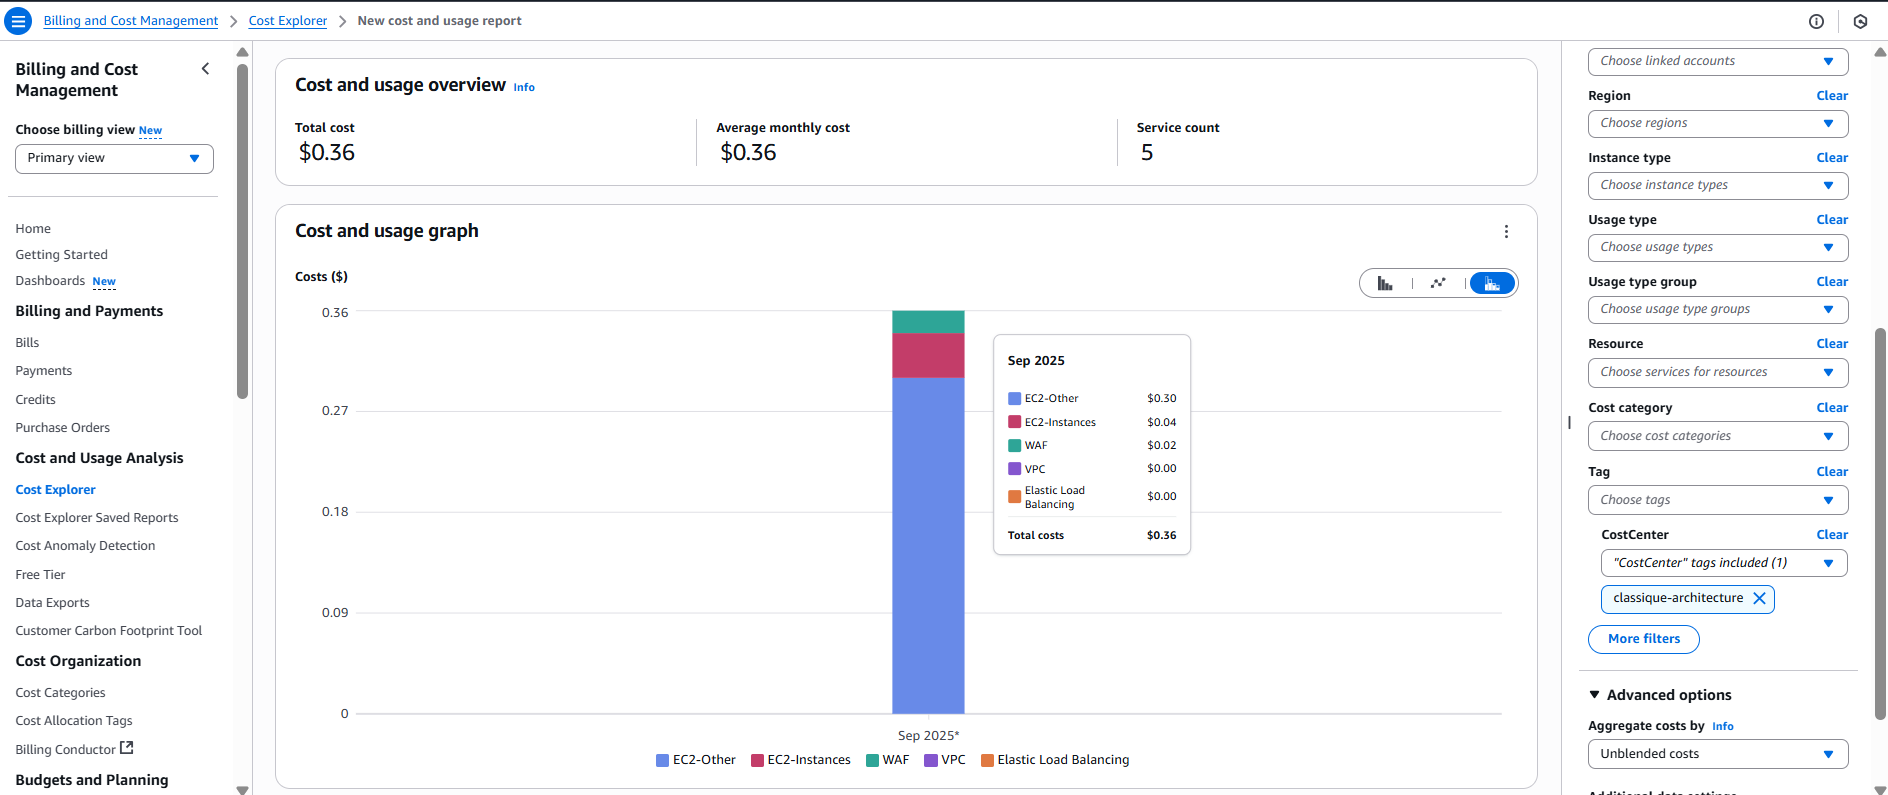 Billing and Cost Management > Cost Explorer > New cost and usage report
Billing and Cost
Management
Choose billing view New
Primary view
Home
Getting Started
Dashboards New
Billing and Payments
Bills
Payments
Credits
Purchase Orders
Cost and Usage Analysis
Cost Explorer
Cost Explorer Saved Reports
Cost Anomaly Detection
Free Tier
Data Exports
Customer Carbon Footprint Tool
Cost Organization
Cost Categories
Cost Allocation Tags
Billing Conductor
Budgets and Planning
Cost and usage overview Info
Total cost
$0.36
Average monthly cost
$0.36
Service count
5
Cost and usage graph
Costs ($)
0.36
0.27
0.18
0.09
0
Sep 2025
EC2-Other $0.30
EC2-Instances $0.04
WAF $0.02
VPC $0.00
Elastic Load
Balancing $0.00
Total costs $0.36
Sep 2025*
EC2-Other EC2-Instances WAF VPC Elastic Load Balancing
Choose linked accounts
Region Clear
Choose regions
Instance type Clear
Choose instance types
Usage type Clear
Choose usage types
Usage type group Clear
Choose usage type groups
Resource Clear
Choose services for resources
Cost category Clear
Choose cost categories
Tag Clear
Choose tags
CostCenter Clear
"CostCenter" tags included (1)
classique-architecture
More filters
Advanced options
Aggregate costs by Info
Unblended costs